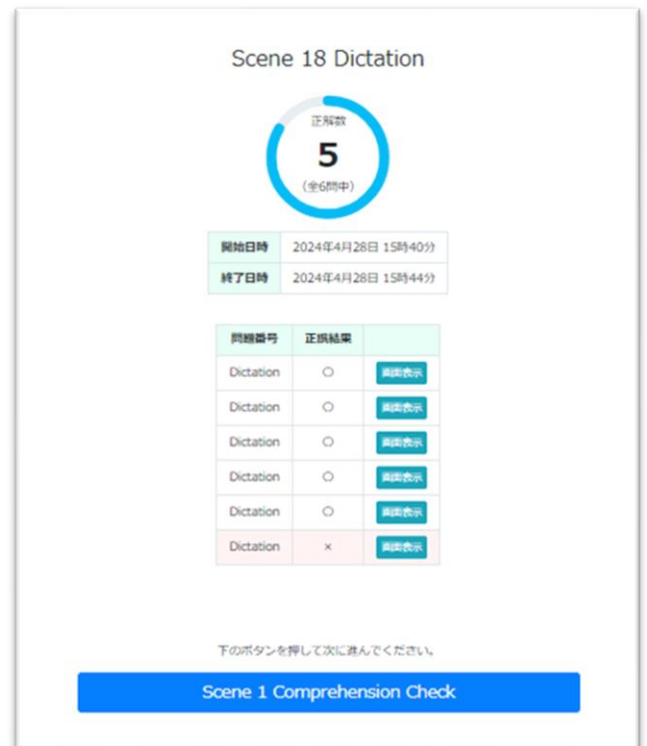 Scene 18 Dictation
正解数
5
(全6問中)
開始日時 2024年4月28日 15時40分
終了日時 2024年4月28日 15時44分
問題番号 正誤結果
Dictation ○ 画面表示
Dictation ○ 画面表示
Dictation ○ 画面表示
Dictation ○ 画面表示
Dictation ○ 画面表示
Dictation × 画面表示
下のボタンを押して次に進んでください。
Scene 1 Comprehension Check